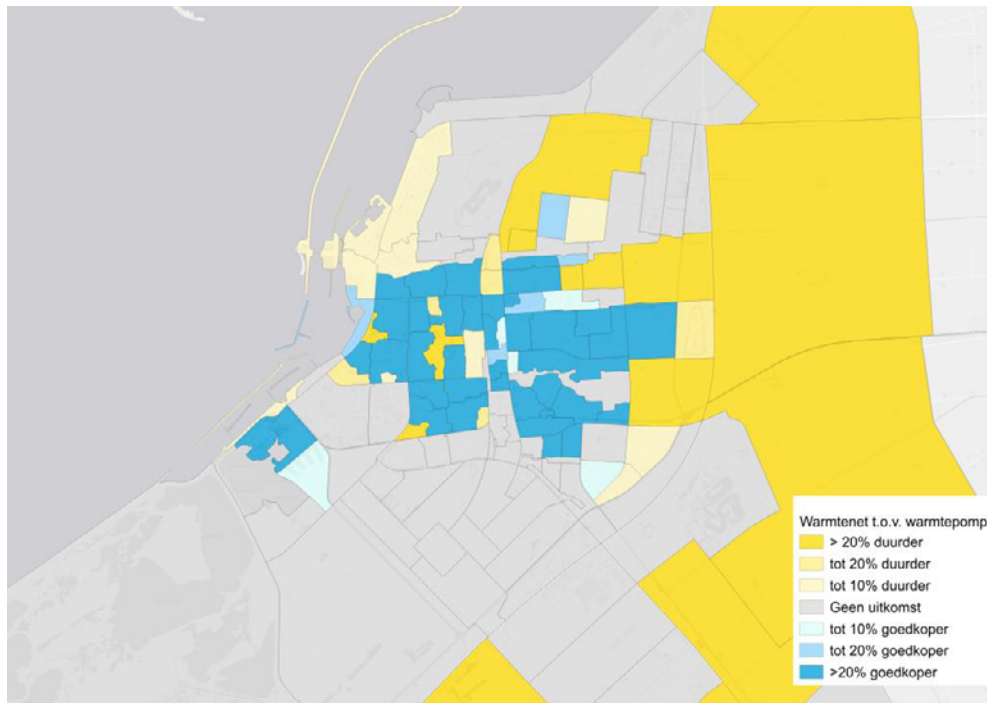 Warmtenet t.o.v. warmtepomp
> 20% duurder
tot 20% duurder
tot 10% duurder
Geen uitkomst
tot 10% goedkoper
tot 20% goedkoper
>20% goedkoper